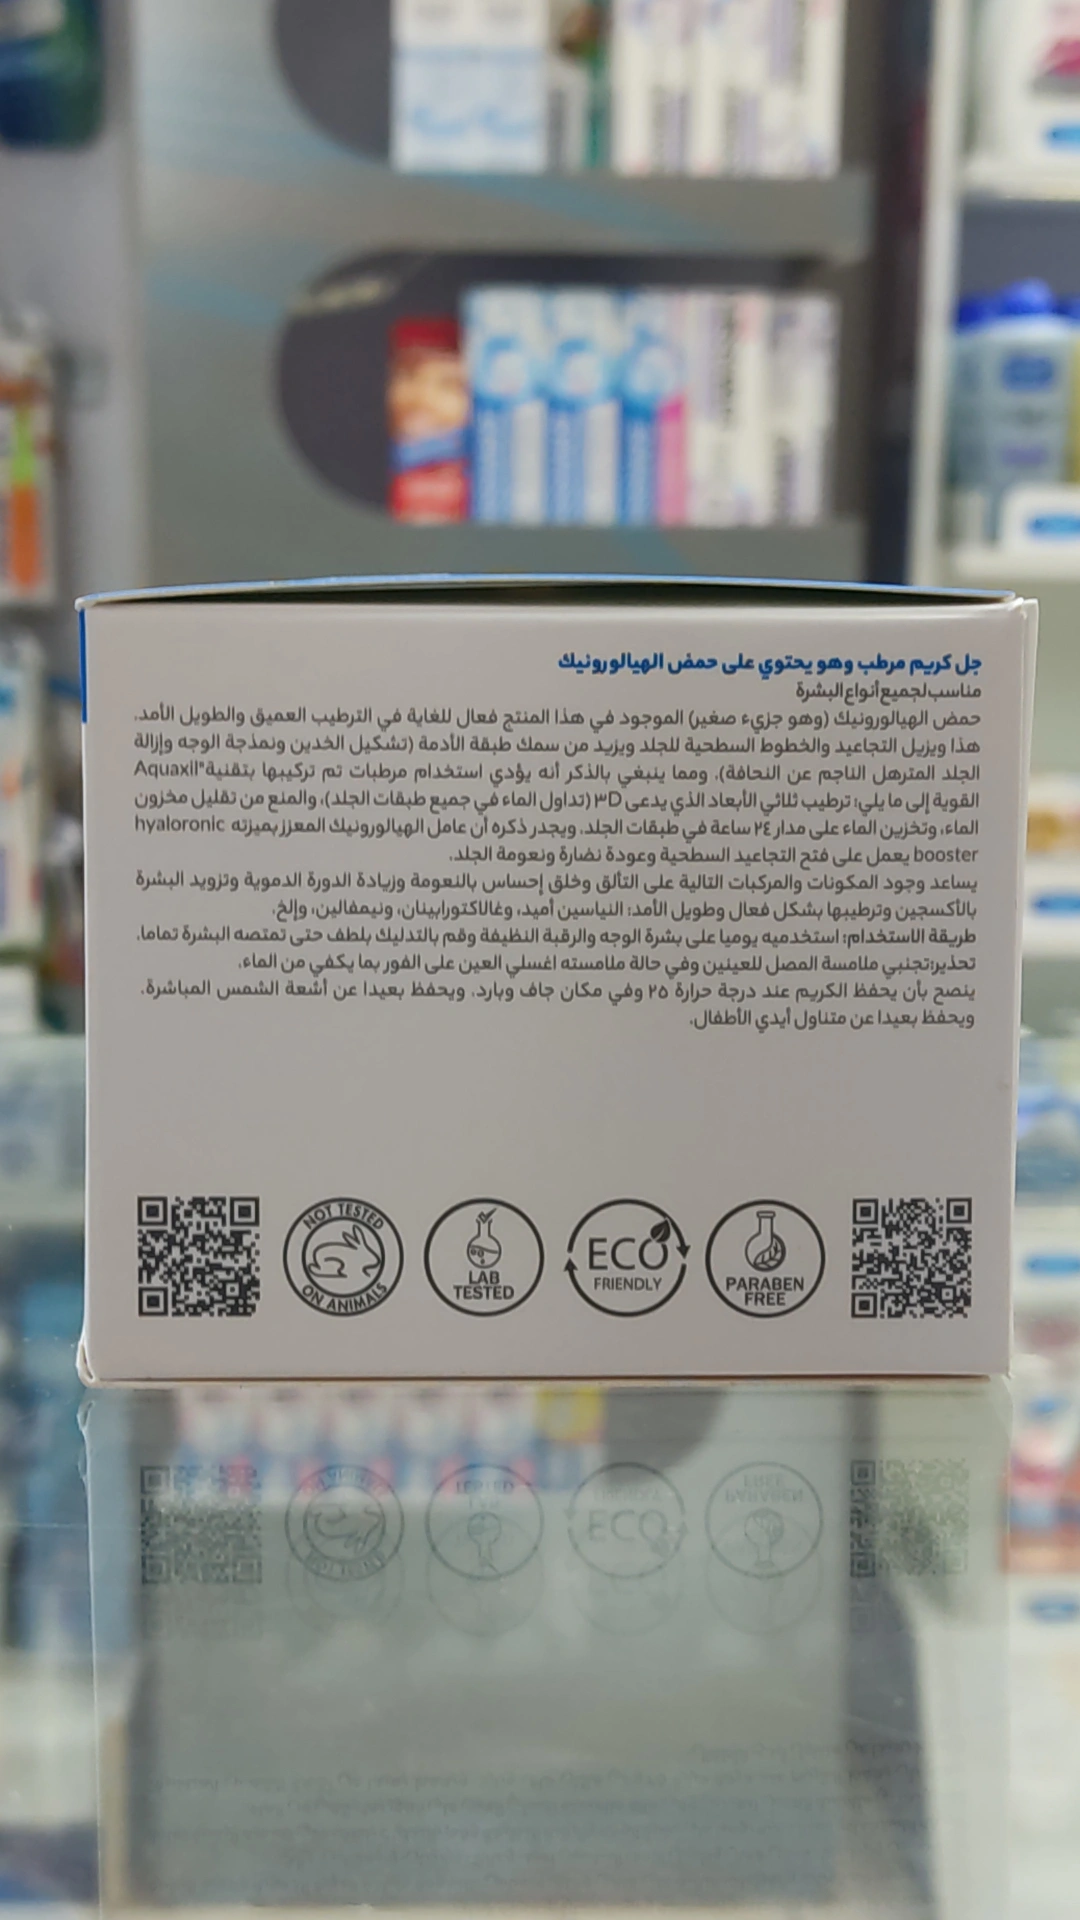 جل كريم مرطب وهو يحتوي على حمض الهيالورونيك
مناسب لجميع أنواع البشرة
حمض الهيالورونيك (وهو جزيء صغير) الموجود في هذا المنتج فعال للغاية في الترطيب العميق والطويل الأمد.
هذا ويزيل التجاعيد والخطوط السطحية للجلد ويزيد من سمك طبقة الأدمة (تشكيل الخدين ونمذجة الوجه وإزالة
الجلد المترهل الناجم عن النحافة). ومما ينبغي بالذكر أنه يؤدي استخدام مرطبات تم تركيبها بتقنية Aquaxil"
القوية إلى ما يلي: ترطيب ثلاثي الأبعاد الذي يدعى ٣D (تداول الماء في جميع طبقات الجلد)، والمنع من تقليل مخزون
الماء، وتخزين الماء على مدار ٢٤ ساعة في طبقات الجلد. ويجدر ذكره أن عامل الهيالورونيك المعزز بميزته hyaloronic
booster يعمل على فتح التجاعيد السطحية وعودة نضارة ونعومة الجلد.
يساعد وجود المكونات والمركبات التالية على التألق وخلق إحساس بالنعومة وزيادة الدورة الدموية وتزويد البشرة
بالأكسجين وترطيبها بشكل فعال وطويل الأمد: النياسين أميد، وغالاكتورابينان، ونيمفالين، وإلخ.
طريقة الاستخدام: استخدميه يوميا على بشرة الوجه والرقبة النظيفة وقم بالتدليك بلطف حتى تمتصه البشرة تماما.
تحذير:تجنبي ملامسة المصل للعينين وفي حالة ملامسته اغسلي العين على الفور بما يكفي من الماء.
ينصح بأن يحفظ الكريم عند درجة حرارة ٢٥ وفي مكان جاف وبارد. ويحفظ بعيدا عن أشعة الشمس المباشرة.
ويحفظ بعيدا عن متناول أيدي الأطفال.
NOT TESTED
ON ANIMALS
LAB
TESTED
ECO
FRIENDLY
PARABEN
FREE